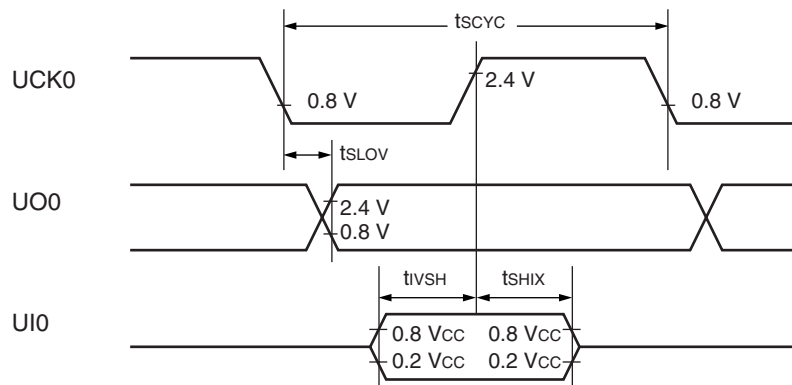 tSCYC
UCK0
0.8 V
2.4 V
0.8 V
tSLOV
UO0
2.4 V
0.8 V
tIVSH
tSHIX
UI0
0.8 VCC
0.8 VCC
0.2 VCC
0.2 VCC